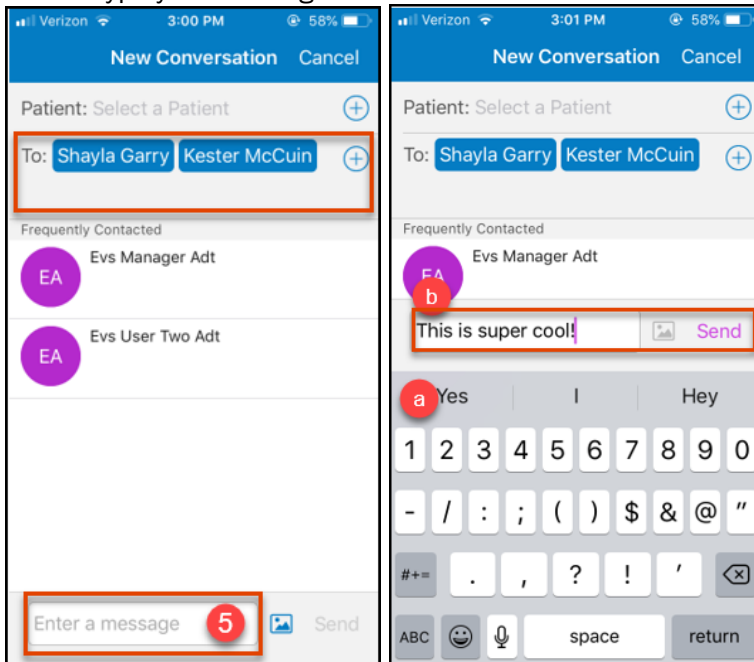 Verizon 3:00 PM 58%
New Conversation Cancel
Patient: Select a Patient
To: Shayla Garry Kester McCuin
Frequently Contacted
EA Evs Manager Adt
EA Evs User Two Adt
Enter a message 5 Send
Verizon 3:01 PM 58%
New Conversation Cancel
Patient: Select a Patient
To: Shayla Garry Kester McCuin
Frequently Contacted
EA Evs Manager Adt
b
This is super cool! Send
a Yes I Hey
1 2 3 4 5 6 7 8 9 0
- / : ; ( ) $ & @ "
#+= . , ? ! '
ABC space return